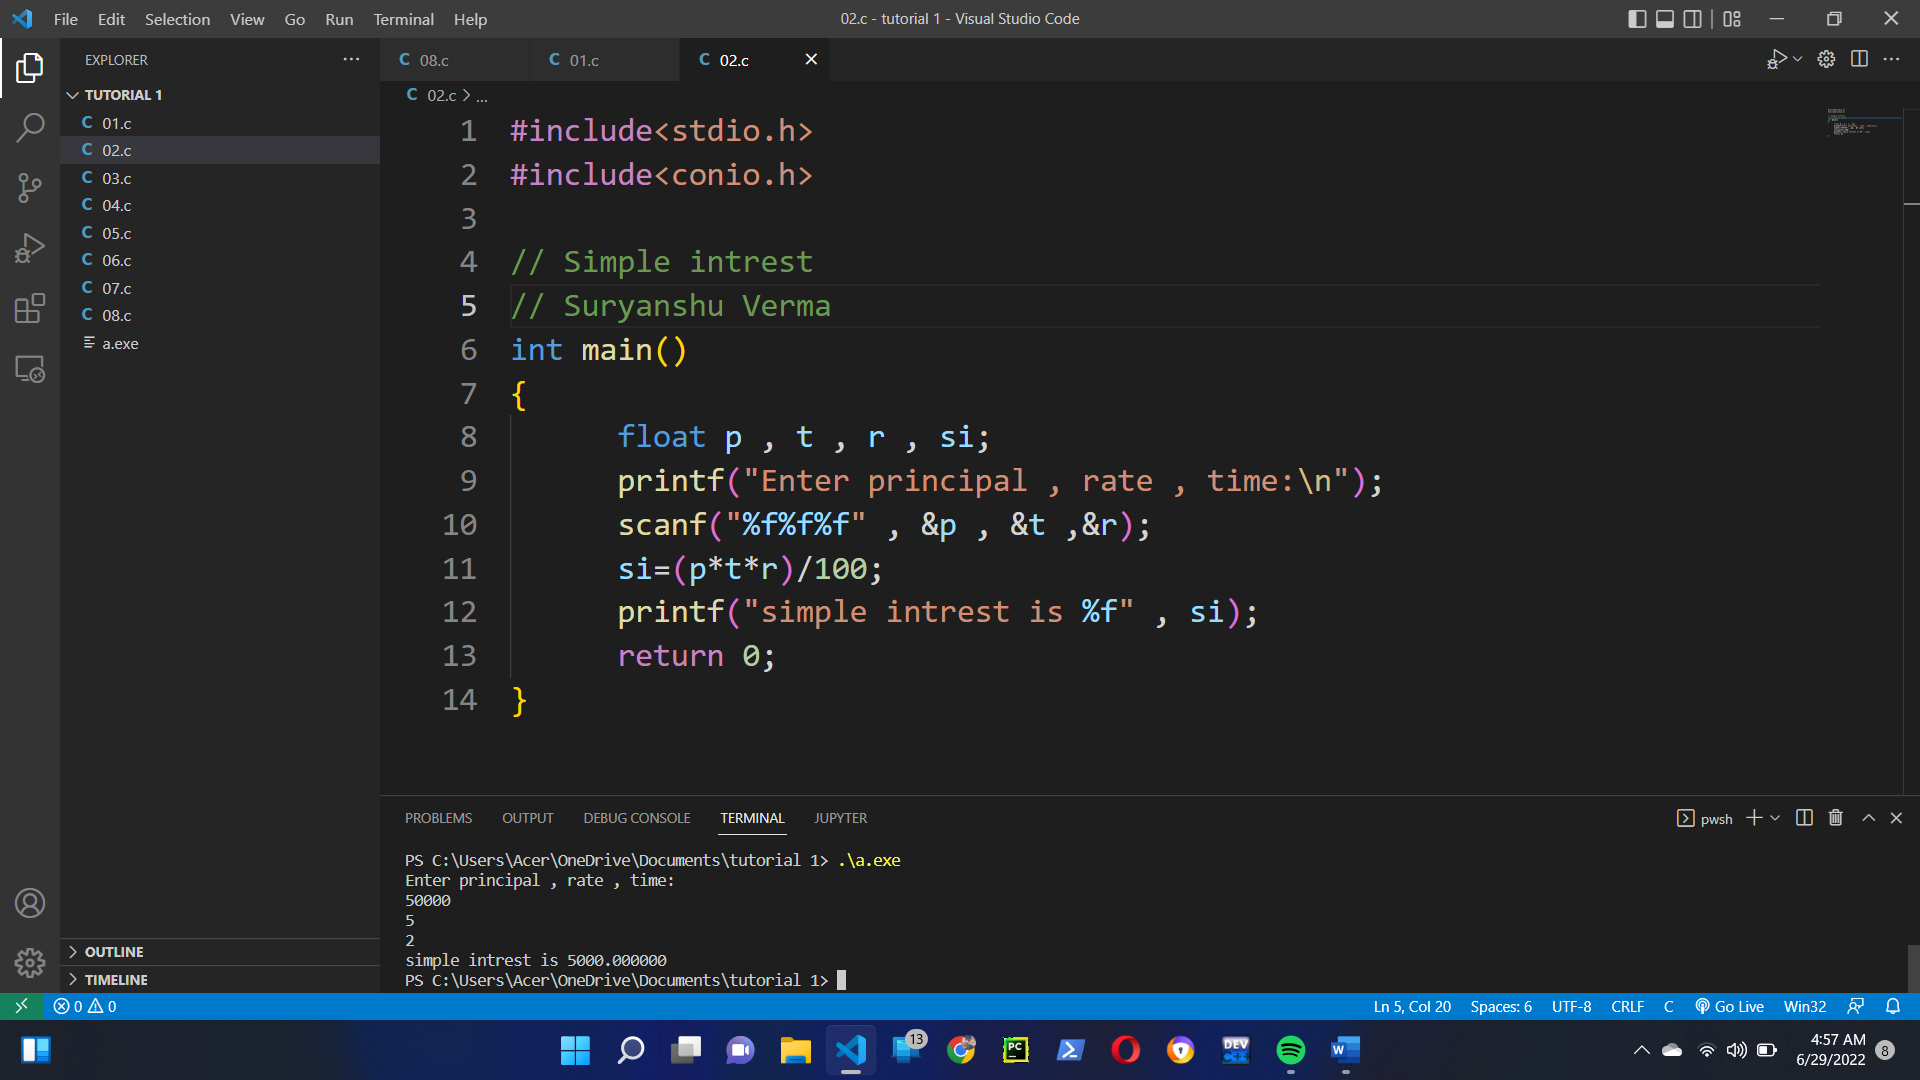 File Edit Selection View Go Run Terminal Help
02.c - tutorial 1 - Visual Studio Code
EXPLORER
TUTORIAL 1
C 01.c
C 02.c
C 03.c
C 04.c
C 05.c
C 06.c
C 07.c
C 08.c
a.exe
OUTLINE
TIMELINE
C 08.c C 01.c C 02.c
C 02.c > ...
1 #include<stdio.h>
2 #include<conio.h>
3
4 // Simple intrest
5 // Suryanshu Verma
6 int main()
7 {
8 float p , t , r , si;
9 printf("Enter principal , rate , time:\n");
10 scanf("%f%f%f" , &p , &t ,&r);
11 si=(p*t*r)/100;
12 printf("simple intrest is %f" , si);
13 return 0;
14 }
PROBLEMS OUTPUT DEBUG CONSOLE TERMINAL JUPYTER
pwsh
PS C:\Users\Acer\OneDrive\Documents\tutorial 1> .\a.exe
Enter principal , rate , time:
50000
5
2
simple intrest is 5000.000000
PS C:\Users\Acer\OneDrive\Documents\tutorial 1>
0 0
Ln 5, Col 20 Spaces: 6 UTF-8 CRLF C Go Live Win32
13
PC
DEV
C++
W
4:57 AM
6/29/2022
8